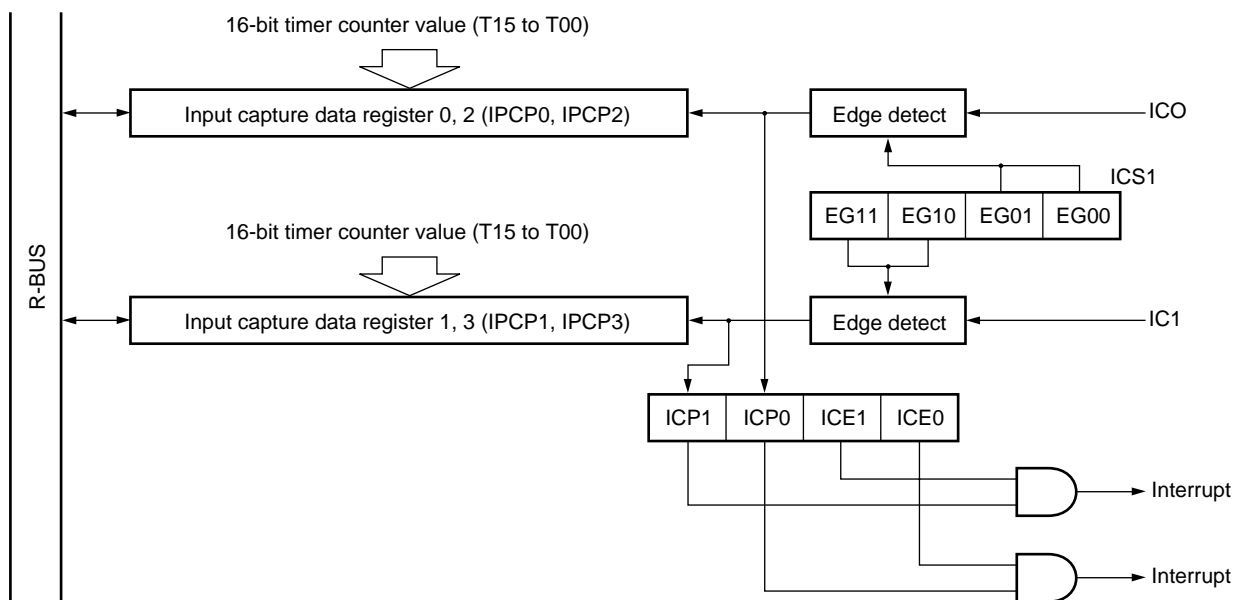 16-bit timer counter value (T15 to T00)
Input capture data register 0, 2 (IPCP0, IPCP2)
Edge detect
ICO
ICS1
EG11 EG10 EG01 EG00
16-bit timer counter value (T15 to T00)
R-BUS
Input capture data register 1, 3 (IPCP1, IPCP3)
Edge detect
IC1
ICP1 ICP0 ICE1 ICE0
Interrupt
Interrupt